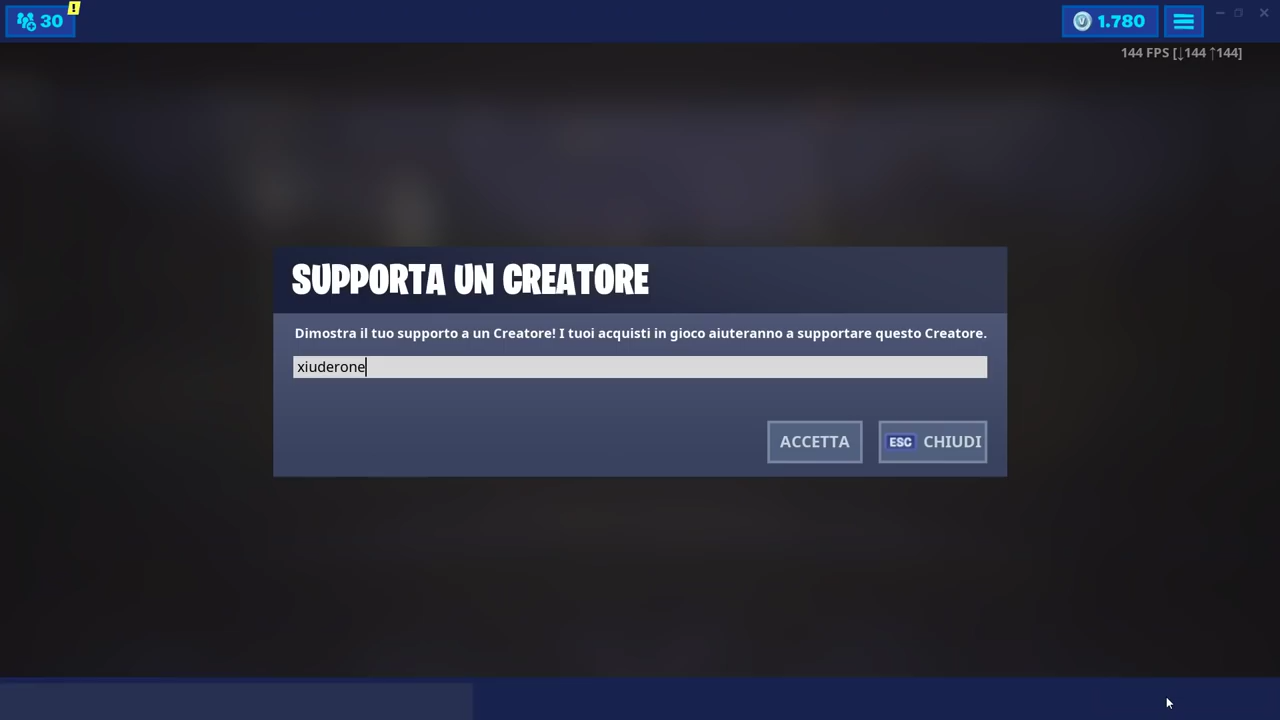 30 !
1.780
144 FPS [↓144 ↑144]
SUPPORTA UN CREATORE
Dimostra il tuo supporto a un Creatore! I tuoi acquisti in gioco aiuteranno a supportare questo Creatore.
xiuderone
ACCETTA
ESC CHIUDI